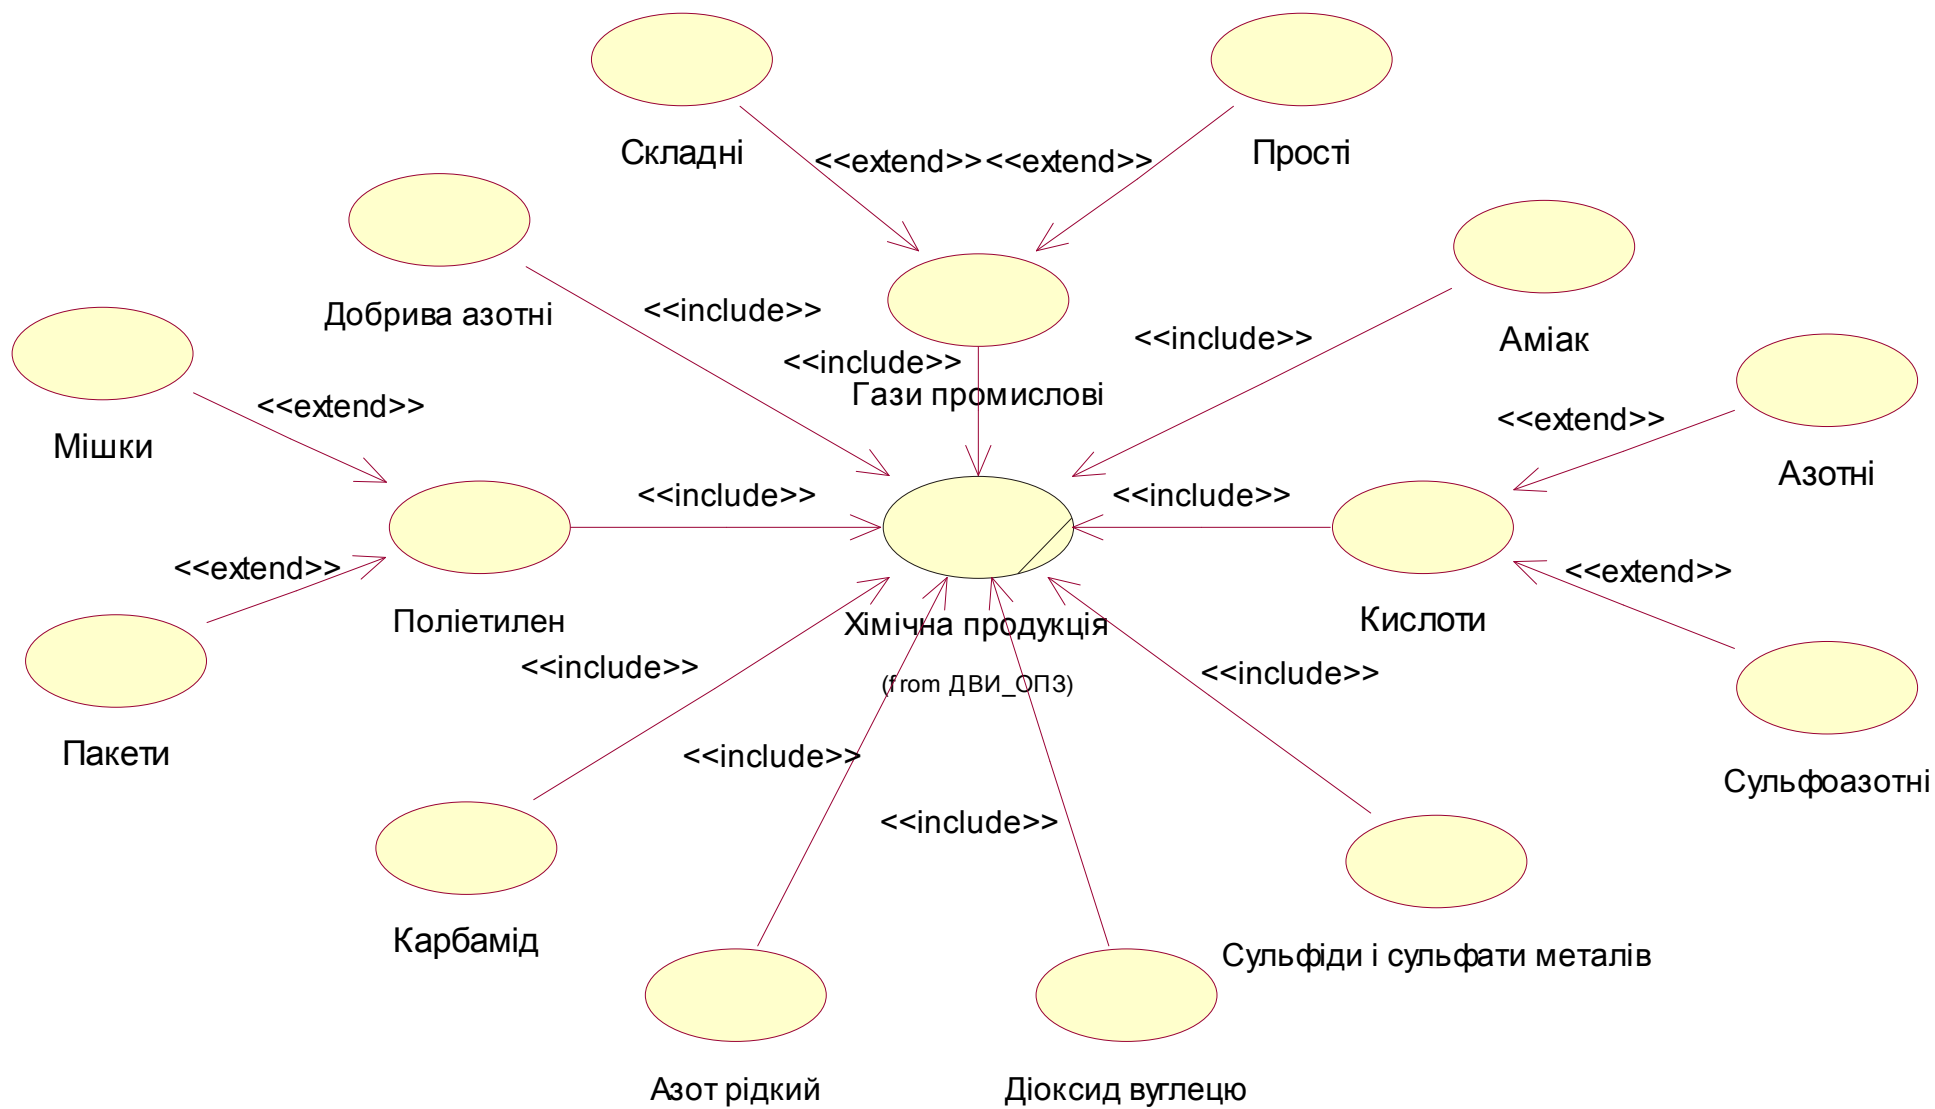 Складні
<<extend>>
<<extend>>
Прості
Добрива азотні
<<include>>
<<include>>
Гази промислові
<<include>>
Аміак
Мішки
<<extend>>
<<extend>>
Азотні
<<include>>
<<include>>
<<extend>>
Поліетилен
Хімічна продукція
(from ДВИ_ОПЗ)
Кислоти
<<extend>>
Пакети
<<include>>
<<include>>
<<include>>
<<include>>
Сульфоазотні
Карбамід
Сульфіди і сульфати металів
Азот рідкий
Діоксид вуглецю